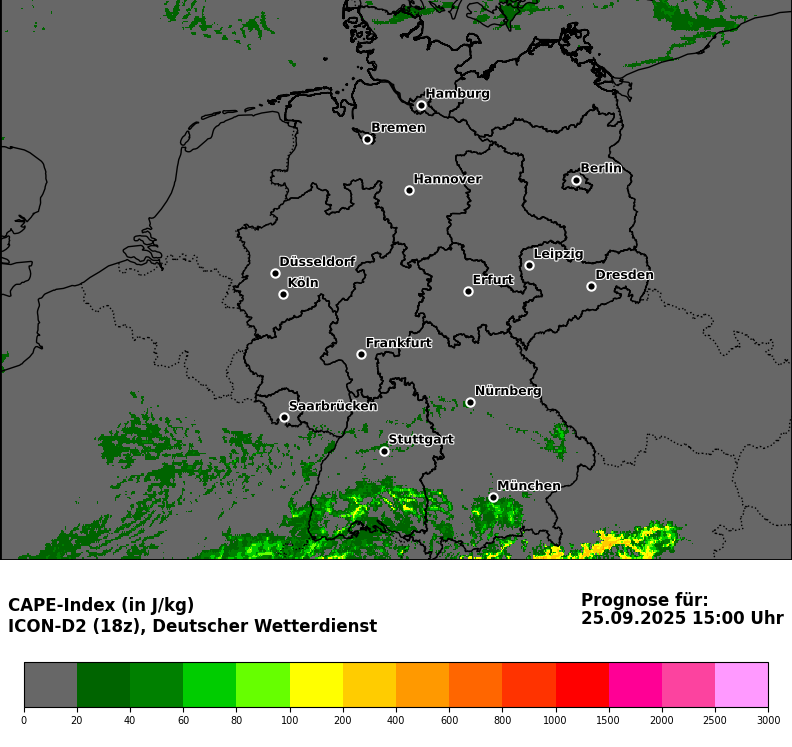 Hamburg
Bremen
Berlin
Hannover
Leipzig
Düsseldorf
Dresden
Köln
Erfurt
Frankfurt
Nürnberg
Saarbrücken
Stuttgart
München
CAPE-Index (in J/kg)
ICON-D2 (18z), Deutscher Wetterdienst
Prognose für:
25.09.2025 15:00 Uhr
0 20 40 60 80 100 200 400 600 800 1000 1500 2000 2500 3000